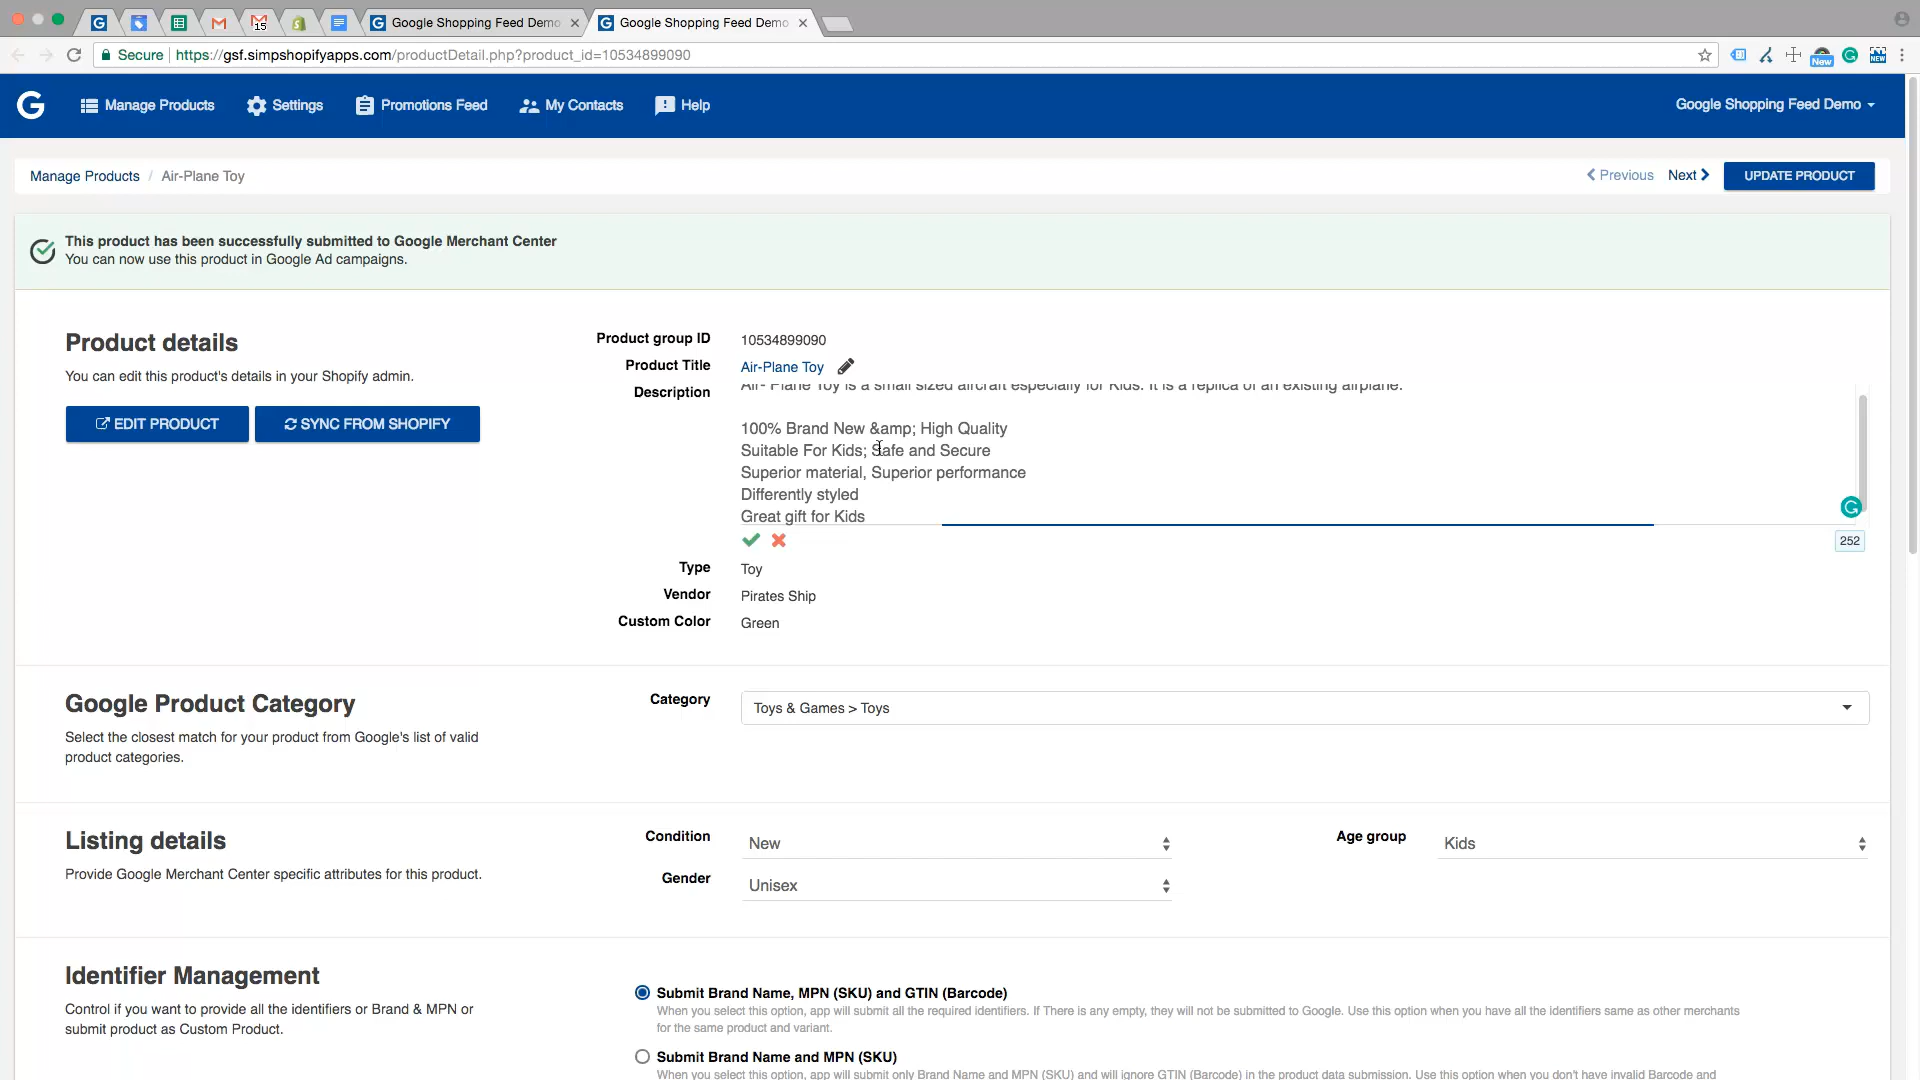 Google Shopping Feed Demo
Google Shopping Feed Demo
Secure
https://gsf.simpshopifyapps.com/productDetail.php?product_id=10534899090
New
NEW
G
Manage Products
Settings
Promotions Feed
My Contacts
Help
Google Shopping Feed Demo
Manage Products / Air-Plane Toy
Previous
Next
UPDATE PRODUCT
This product has been successfully submitted to Google Merchant Center
You can now use this product in Google Ad campaigns.
Product details
You can edit this product's details in your Shopify admin.
EDIT PRODUCT
SYNC FROM SHOPIFY
Product group ID
10534899090
Product Title
Air-Plane Toy
Description
Air- Plane Toy is a small sized aircraft especially for Kids. It is a replica of an existing airplane.
100% Brand New &amp; High Quality
Suitable For Kids; Safe and Secure
Superior material, Superior performance
Differently styled
Great gift for Kids
252
Type
Toy
Vendor
Pirates Ship
Custom Color
Green
Google Product Category
Select the closest match for your product from Google's list of valid
product categories.
Category
Toys & Games > Toys
Listing details
Provide Google Merchant Center specific attributes for this product.
Condition
New
Age group
Kids
Gender
Unisex
Identifier Management
Control if you want to provide all the identifiers or Brand & MPN or
submit product as Custom Product.
Submit Brand Name, MPN (SKU) and GTIN (Barcode)
When you select this option, app will submit all the required identifiers. If There is any empty, they will not be submitted to Google. Use this option when you have all the identifiers same as other merchants
for the same product and variant.
Submit Brand Name and MPN (SKU)
When you select this option, app will submit only Brand Name and MPN (SKU) and will ignore GTIN (Barcode) in the product data submission. Use this option when you don't have invalid Barcode and